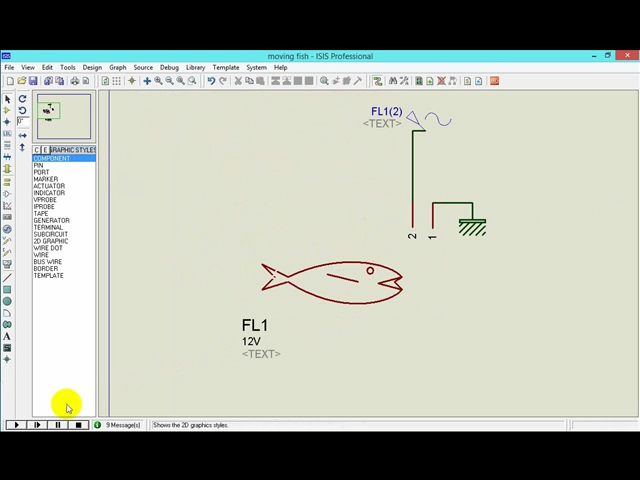 moving fish - ISIS Professional
File View Edit Tools Design Graph Source Debug Library Template System Help
C E GRAPHIC STYLES
COMPONENT
PIN
PORT
MARKER
ACTUATOR
INDICATOR
VPROBE
IPROBE
TAPE
GENERATOR
TERMINAL
SUBCIRCUIT
2D GRAPHIC
WIRE DOT
WIRE
BUS WIRE
BORDER
TEMPLATE
FL1(2)
<TEXT>
2
1
FL1
12V
<TEXT>
9 Message(s)
Shows the 2D graphics styles.